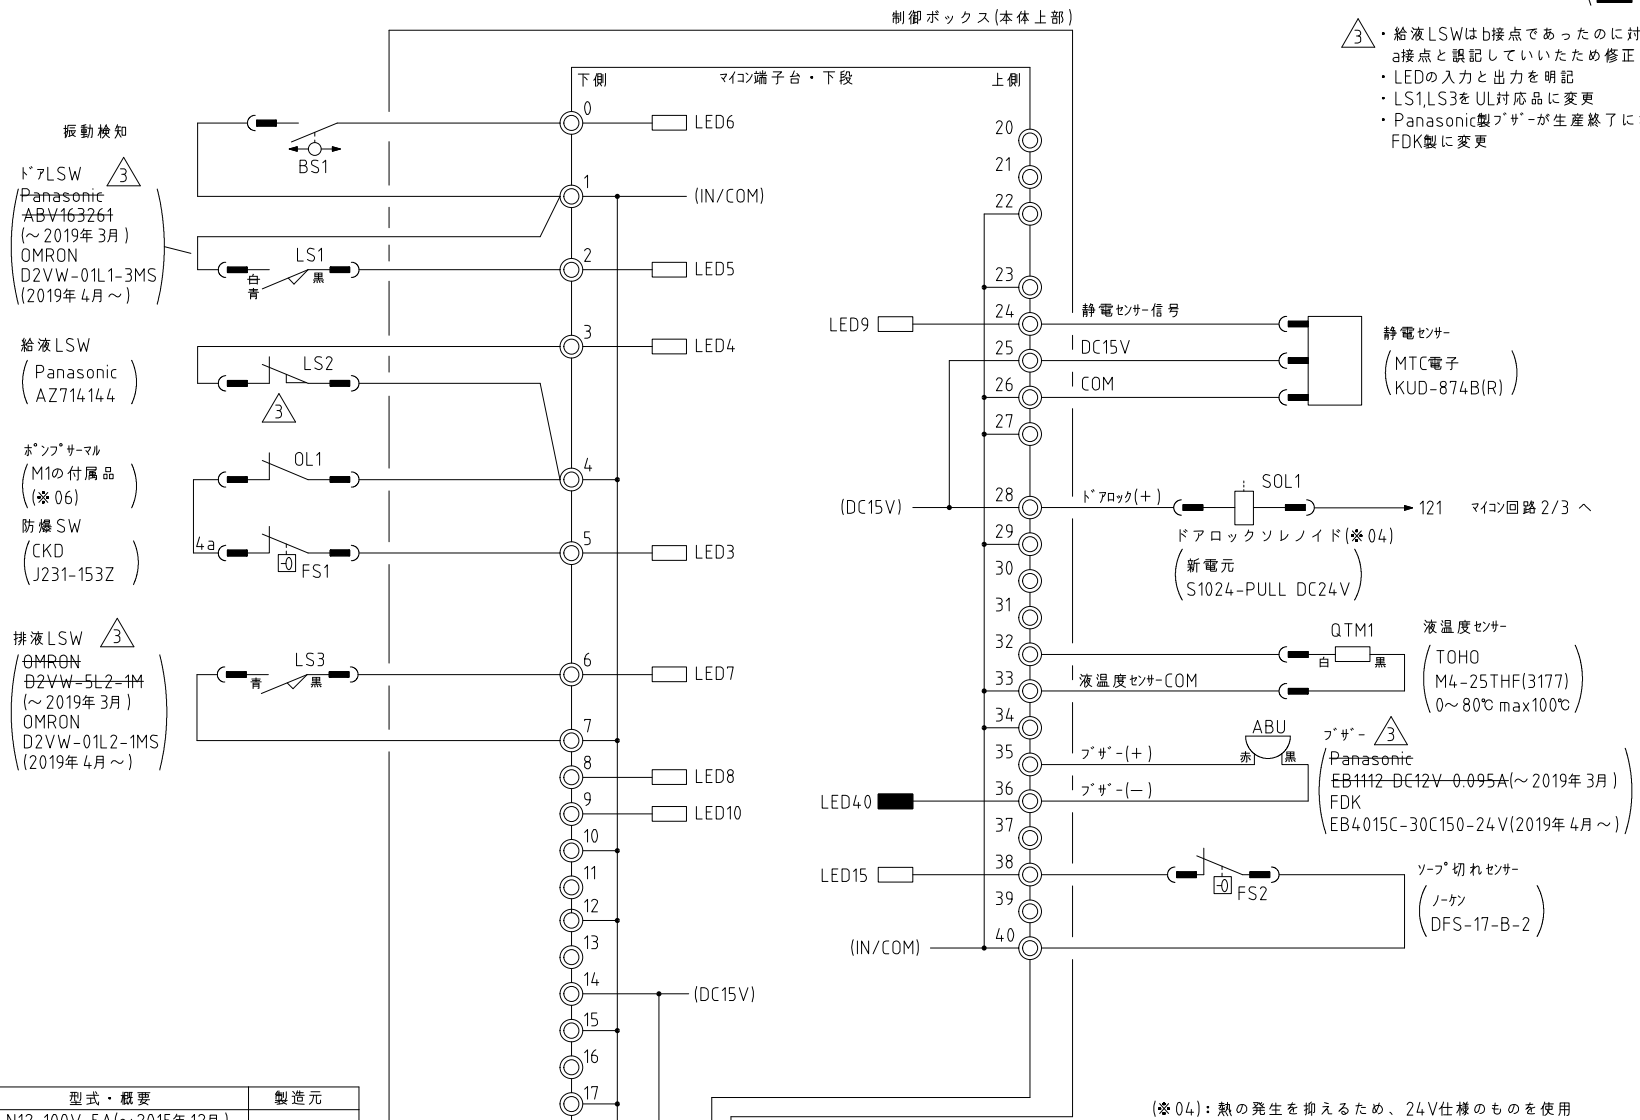 制御ボックス(本体上部)
3
・給液LSWはb接点であったのに対
a接点と誤記していいたため修正
・LEDの入力と出力を明記
・LS1,LS3をUL対応品に変更
・Panasonic製ブザーが生産終了に
FDK製に変更
下側
マイコン端子台・下段
上側
振動検知
BS1
0
LED6
ドアLSW
3
Panasonic
ABV163261
(~2019年3月)
OMRON
D2VW-01L1-3MS
(2019年4月~)
1
(IN/COM)
LS1
白
青
黒
2
LED5
給液LSW
Panasonic
AZ714144
LS2
3
3
LED4
ポンプサーマル
M1の付属品
(※06)
OL1
4
防爆SW
CKD
J231-153Z
4a
FS1
5
LED3
排液LSW
3
OMRON
D2VW-5L2-1M
(~2019年3月)
OMRON
D2VW-01L2-1MS
(2019年4月~)
LS3
青
黒
6
LED7
7
8
LED8
9
LED10
10
11
12
13
14
(DC15V)
15
16
17
20
21
22
23
LED9
24
静電センサー信号
25
DC15V
26
COM
27
静電センサー
MTC電子
KUD-874B(R)
(DC15V)
28
ドアロック(+)
SOL1
121
マイコン回路2/3 へ
ドアロックソレノイド(※04)
新電元
S1024-PULL DC24V
29
30
31
32
QTM1
白
黒
33
液温度センサーCOM
液温度センサー
TOHO
M4-25THF(3177)
0~80℃ max100℃
34
35
ブザー(+)
ABU
赤
黒
LED40
36
ブザー(-)
ブザー
3
Panasonic
EB1112 DC12V 0.095A(~2019年3月)
FDK
EB4015C-30C150-24V(2019年4月~)
37
LED15
38
FS2
ソープ切れセンサー
ノーケン
DFS-17-B-2
39
(IN/COM)
40
型式・概要
製造元
N12-100V-5A(~2015年12月)
(※04):熱の発生を抑えるため、24V仕様のものを使用